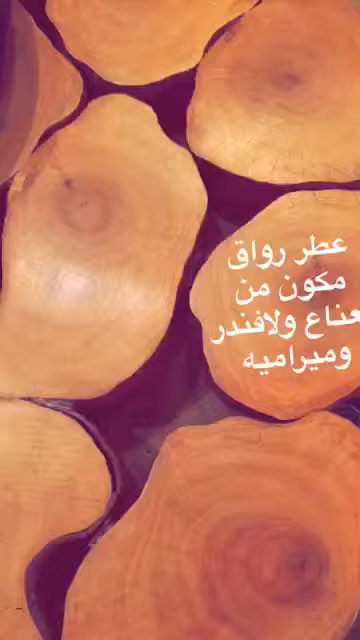 عطر رواق
مكون من
عناع ولافندر
وميراميه